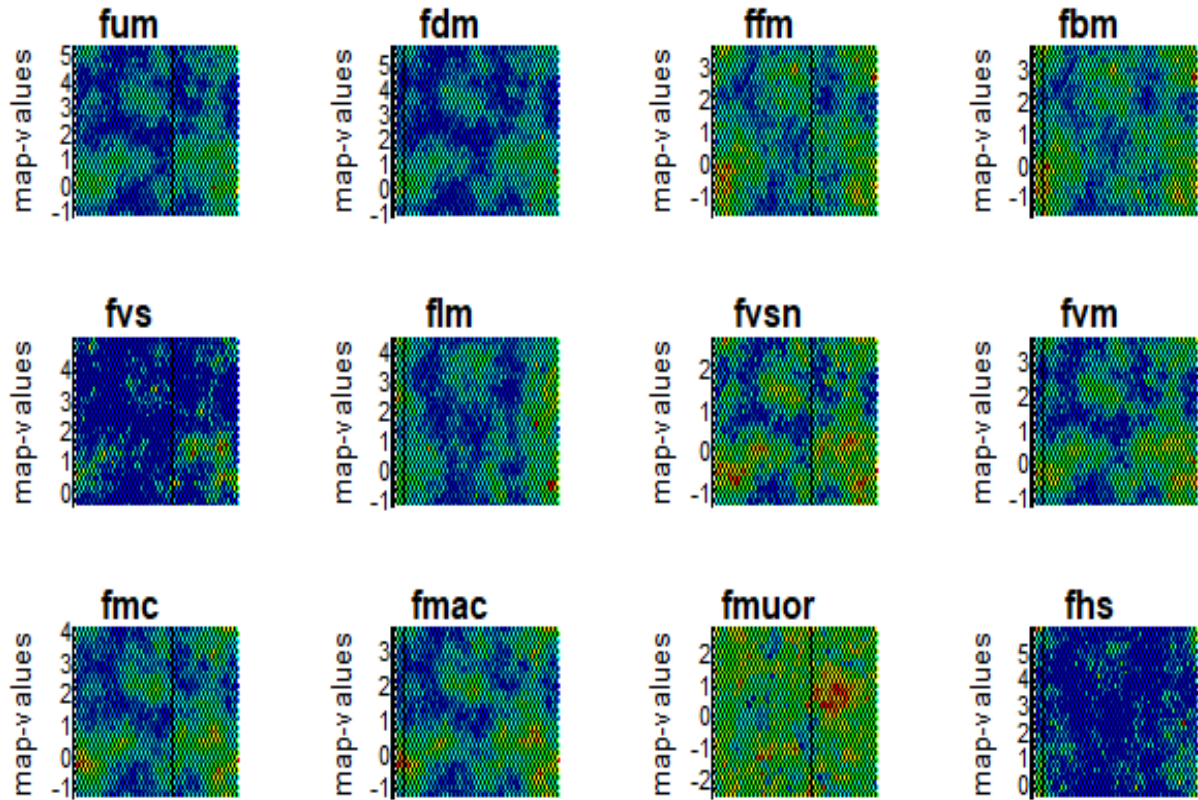 fum fdm ffm fbm
map-values 5 4 3 2 1 0 -1
map-values 5 4 3 2 1 0 -1
map-values 3 2 1 0 -1
map-values 3 2 1 0 -1
fvs flm fvsn fvm
map-values 4 3 2 1 0
map-values 4 3 2 1 0 -1
map-values 2 1 0 -1
map-values 3 2 1 0 -1
fmc fmac fmuor fhs
map-values 4 3 2 1 0 -1
map-values 3 2 1 0 -1
map-values 2 1 0 -1 -2
map-values 5 4 3 2 1 0